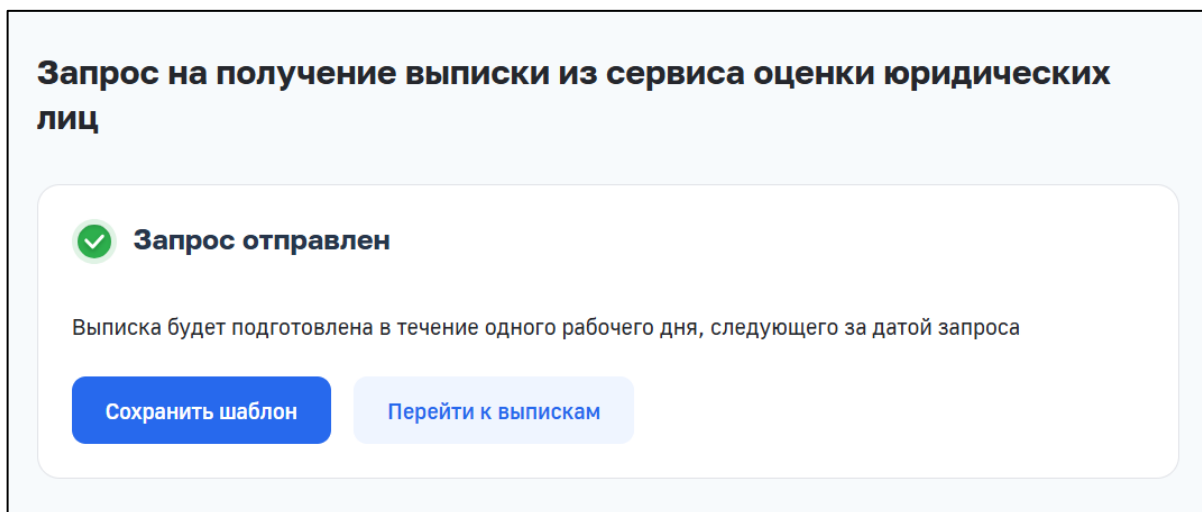 Запрос на получение выписки из сервиса оценки юридических
лиц
Запрос отправлен
Выписка будет подготовлена в течение одного рабочего дня, следующего за датой запроса
Сохранить шаблон
Перейти к выпискам